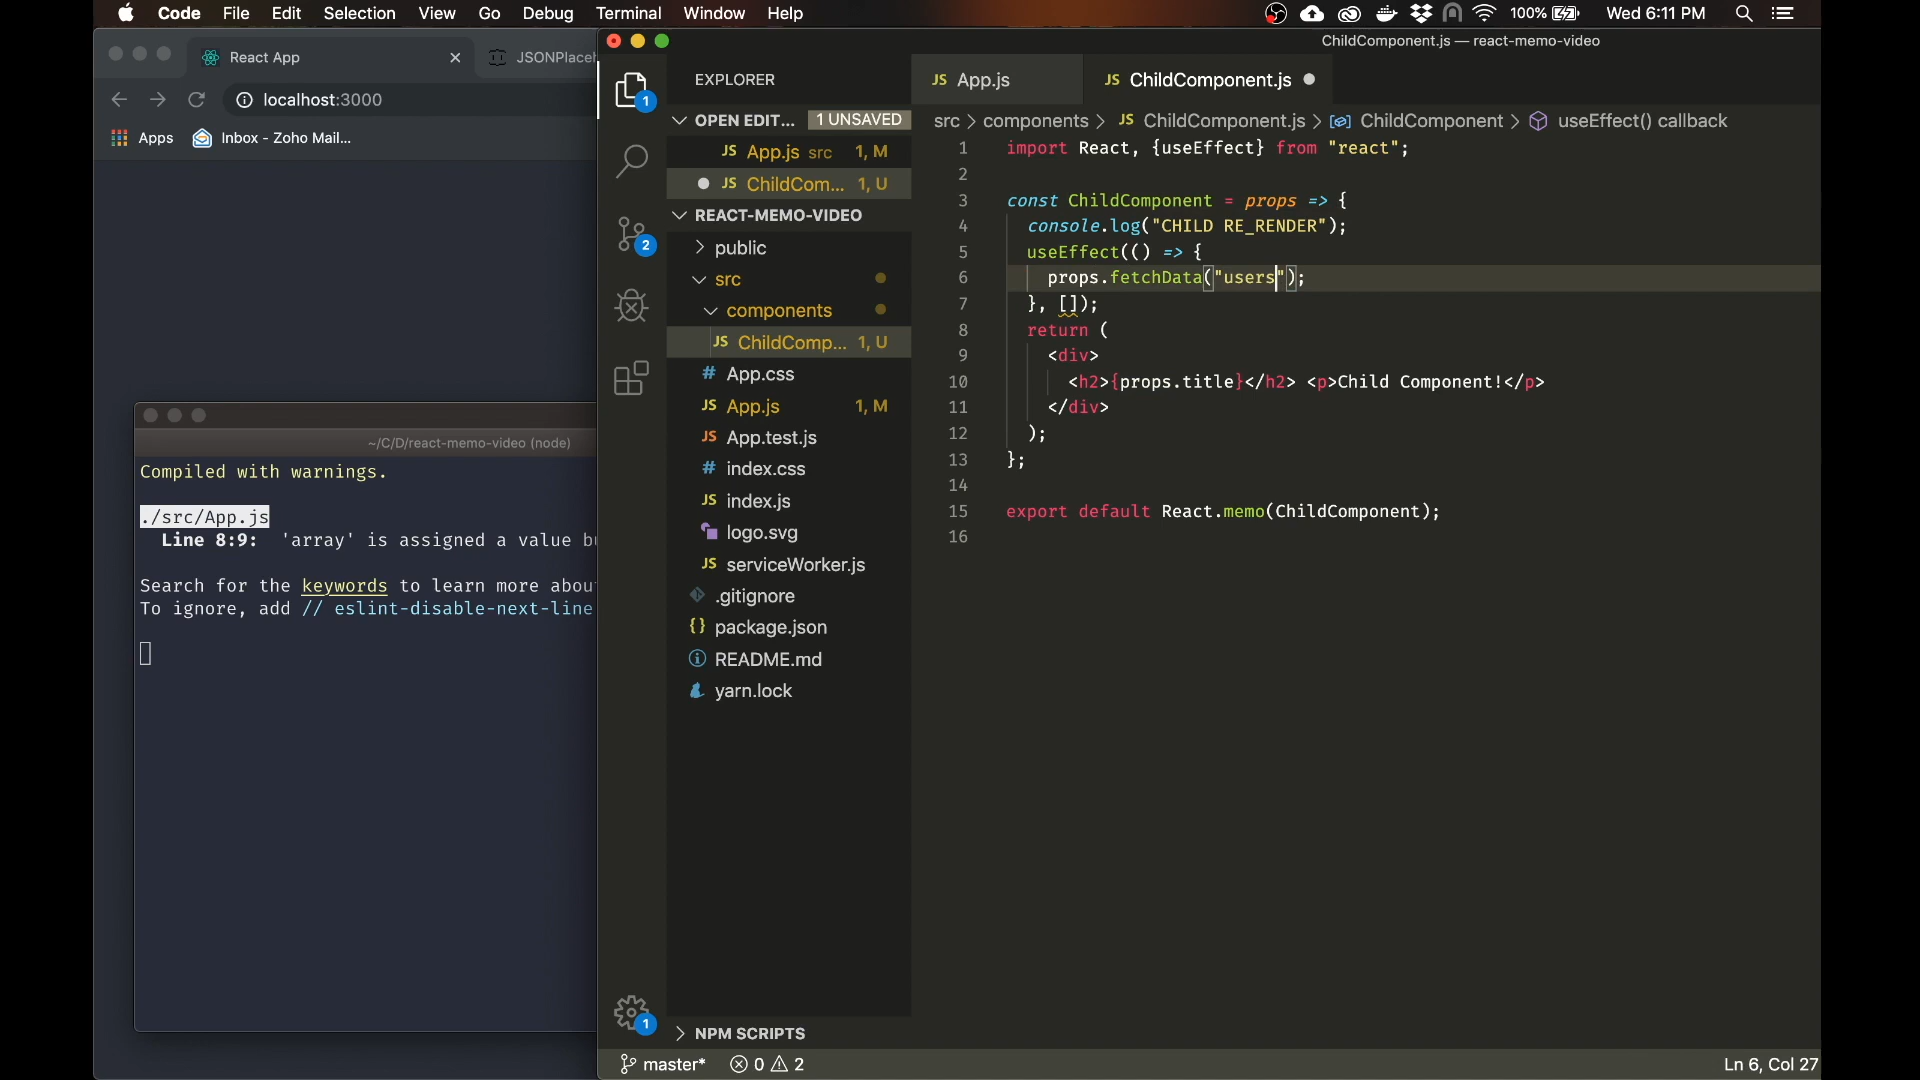 Code File Edit Selection View Go Debug Terminal Window Help
100% Wed 6:11 PM
React App
JSONPlaceh
localhost:3000
Apps Inbox - Zoho Mail...
~/C/D/react-memo-video (node)
Compiled with warnings.
./src/App.js
Line 8:9: 'array' is assigned a value bu
Search for the keywords to learn more abou
To ignore, add // eslint-disable-next-line
ChildComponent.js — react-memo-video
1
2
1
EXPLORER
OPEN EDIT... 1 UNSAVED
JS App.js src 1, M
JS ChildCom... 1, U
REACT-MEMO-VIDEO
public
src
components
JS ChildComp... 1, U
# App.css
JS App.js 1, M
JS App.test.js
# index.css
JS index.js
logo.svg
JS serviceWorker.js
.gitignore
{} package.json
README.md
yarn.lock
NPM SCRIPTS
JS App.js JS ChildComponent.js
src > components > JS ChildComponent.js > ChildComponent > useEffect() callback
1 import React, {useEffect} from "react";
2
3 const ChildComponent = props => {
4 console.log("CHILD RE_RENDER");
5 useEffect(() => {
6 props.fetchData("users");
7 }, []);
8 return (
9 <div>
10 <h2>{props.title}</h2> <p>Child Component!</p>
11 </div>
12 );
13 };
14
15 export default React.memo(ChildComponent);
16
master* 0 2 Ln 6, Col 27